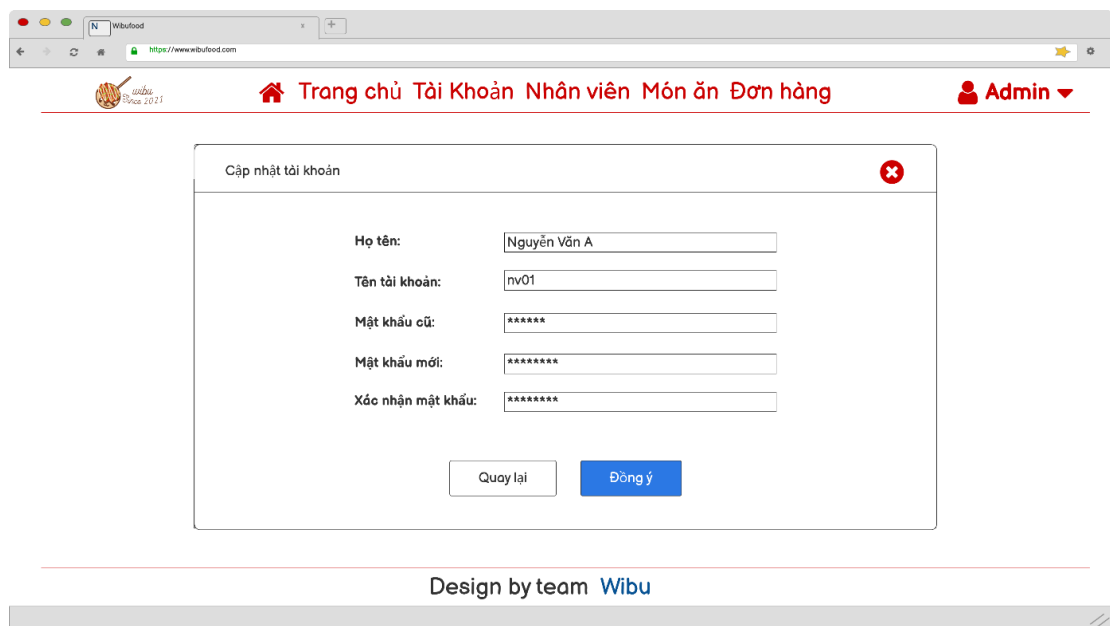 N Wibufood
https://www.wibufood.com
wibu
Since 2021
Trang chủ Tài Khoản Nhân viên Món ăn Đơn hàng
Admin
Cập nhật tài khoản
Họ tên: Nguyễn Văn A
Tên tài khoản: nv01
Mật khẩu cũ: ******
Mật khẩu mới: ********
Xác nhận mật khẩu: ********
Quay lại Đồng ý
Design by team Wibu